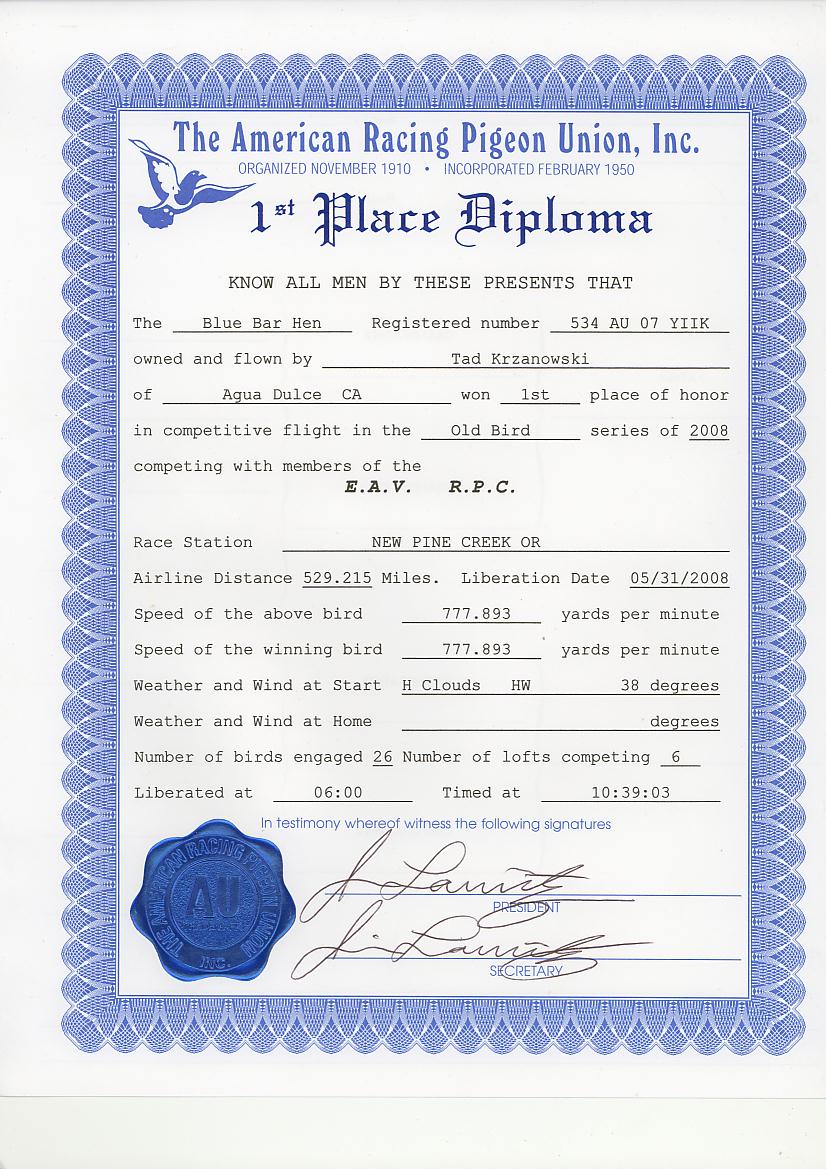 The American Racing Pigeon Union, Inc.
ORGANIZED NOVEMBER 1910 • INCORPORATED FEBRUARY 1950
1st Place Diploma
KNOW ALL MEN BY THESE PRESENTS THAT
The Blue Bar Hen Registered number 534 AU 07 YIIK
owned and flown by Tad Krzanowski
of Agua Dulce CA won 1st place of honor
in competitive flight in the Old Bird series of 2008
competing with members of the
E.A.V. R.P.C.
Race Station NEW PINE CREEK OR
Airline Distance 529.215 Miles. Liberation Date 05/31/2008
Speed of the above bird 777.893 yards per minute
Speed of the winning bird 777.893 yards per minute
Weather and Wind at Start H Clouds HW 38 degrees
Weather and Wind at Home degrees
Number of birds engaged 26 Number of lofts competing 6
Liberated at 06:00 Timed at 10:39:03
In testimony whereof witness the following signatures
PRESIDENT
SECRETARY
THE AMERICAN RACING PIGEON UNION
AU
INC.